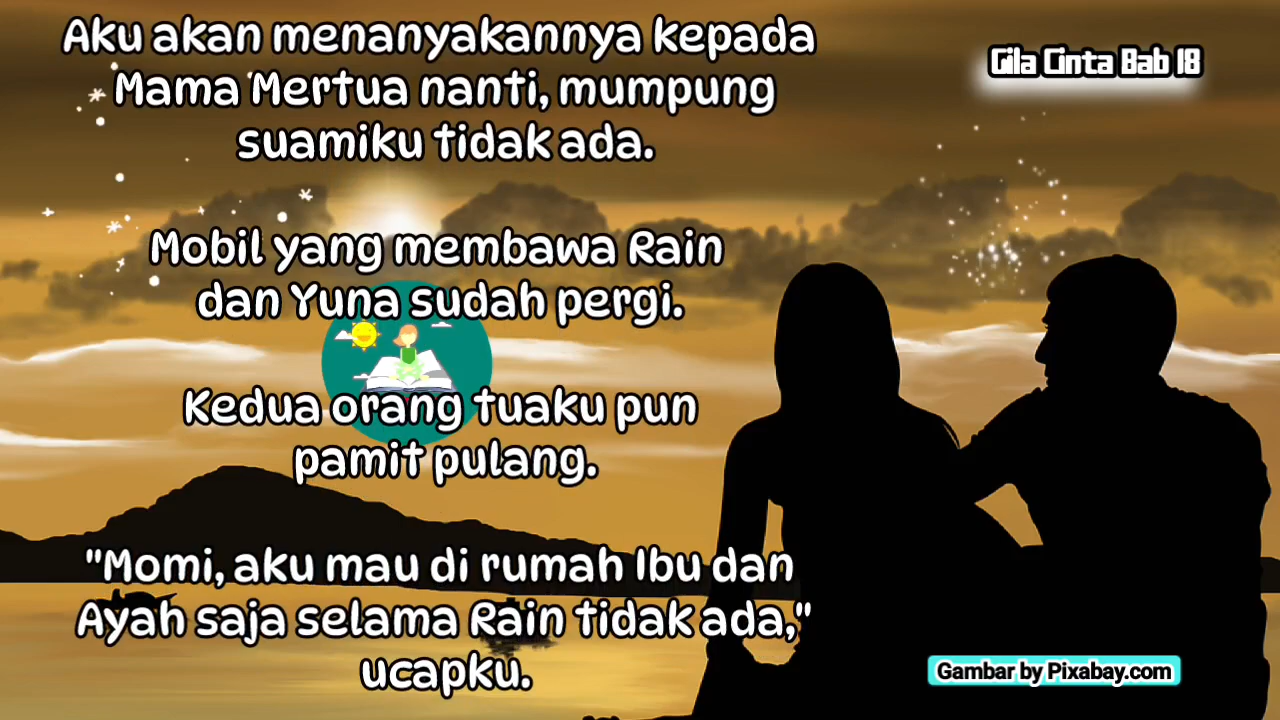 Aku akan menanyakannya kepada
Mama Mertua nanti, mumpung
suamiku tidak ada.
Mobil yang membawa Rain
dan Yuna sudah pergi.
Kedua orang tuaku pun
pamit pulang.
"Momi, aku mau di rumah Ibu dan
Ayah saja selama Rain tidak ada,"
ucapku.
Gila Cinta Bab 18
Gambar by Pixabay.com